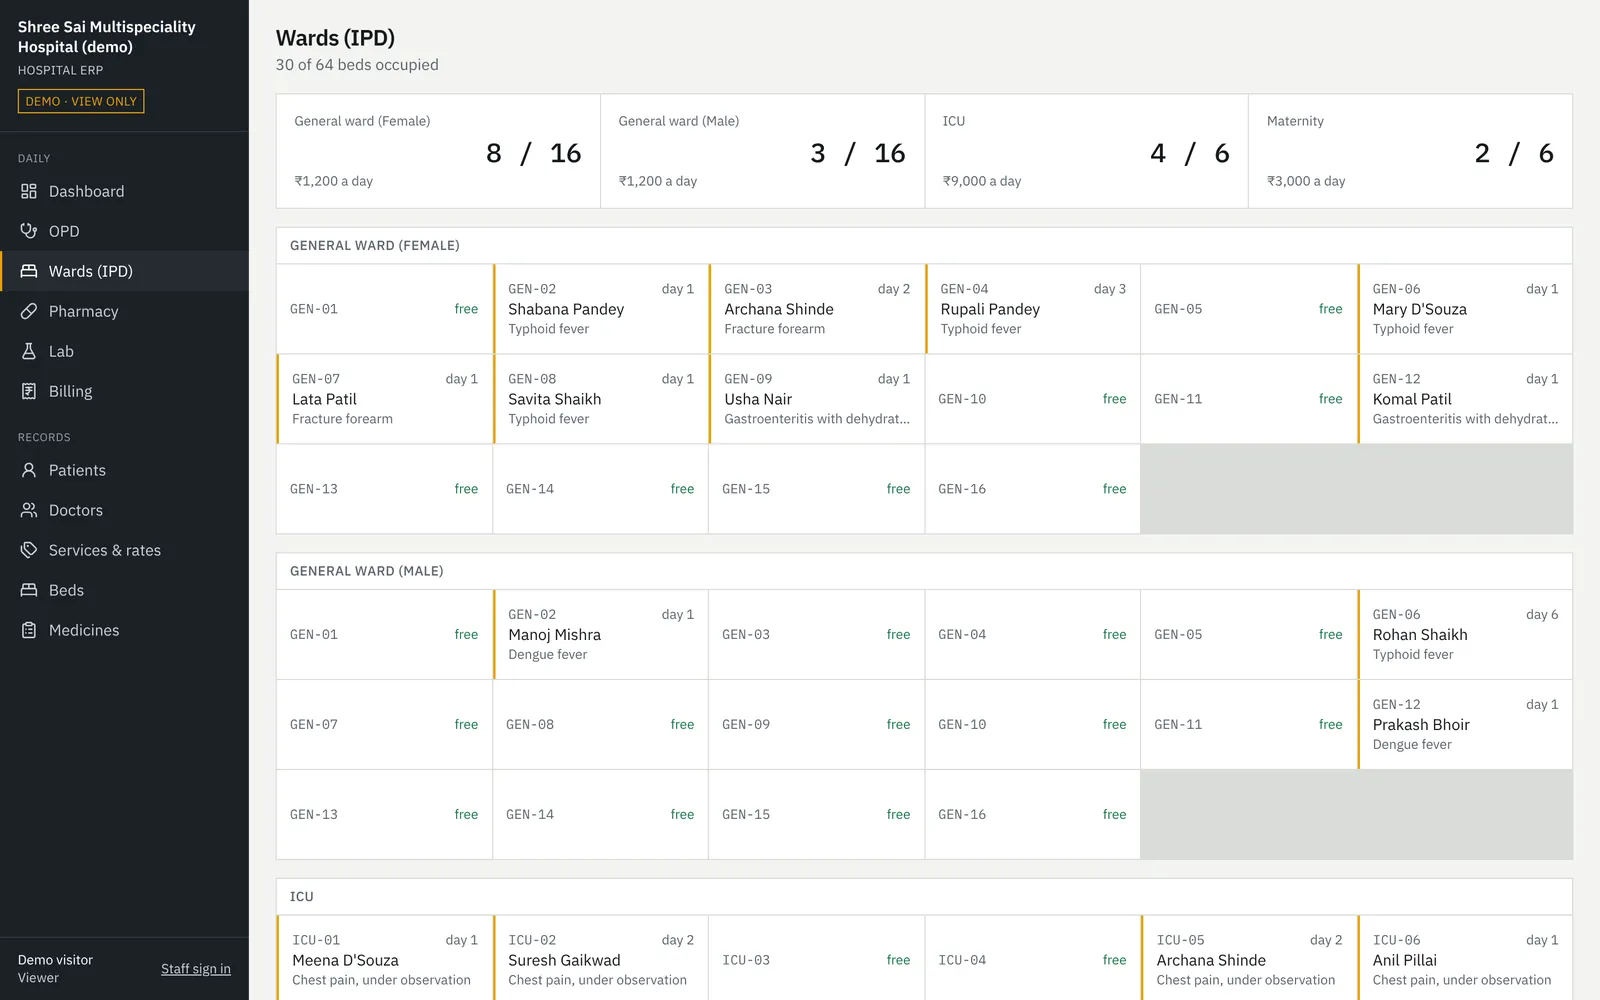 Shree Sai Multispeciality
Hospital (demo)
HOSPITAL ERP
DEMO · VIEW ONLY
DAILY
Dashboard
OPD
Wards (IPD)
Pharmacy
Lab
Billing
RECORDS
Patients
Doctors
Services & rates
Beds
Medicines
Demo visitor
Viewer
Staff sign in
Wards (IPD)
30 of 64 beds occupied
General ward (Female)
8 / 16
₹1,200 a day
General ward (Male)
3 / 16
₹1,200 a day
ICU
4 / 6
₹9,000 a day
Maternity
2 / 6
₹3,000 a day
GENERAL WARD (FEMALE)
GEN-01 free
GEN-02 day 1
Shabana Pandey
Typhoid fever
GEN-03 day 2
Archana Shinde
Fracture forearm
GEN-04 day 3
Rupali Pandey
Typhoid fever
GEN-05 free
GEN-06 day 1
Mary D'Souza
Typhoid fever
GEN-07 day 1
Lata Patil
Fracture forearm
GEN-08 day 1
Savita Shaikh
Typhoid fever
GEN-09 day 1
Usha Nair
Gastroenteritis with dehydrat...
GEN-10 free
GEN-11 free
GEN-12 day 1
Komal Patil
Gastroenteritis with dehydrat...
GEN-13 free
GEN-14 free
GEN-15 free
GEN-16 free
GENERAL WARD (MALE)
GEN-01 free
GEN-02 day 1
Manoj Mishra
Dengue fever
GEN-03 free
GEN-04 free
GEN-05 free
GEN-06 day 6
Rohan Shaikh
Typhoid fever
GEN-07 free
GEN-08 free
GEN-09 free
GEN-10 free
GEN-11 free
GEN-12 day 1
Prakash Bhoir
Dengue fever
GEN-13 free
GEN-14 free
GEN-15 free
GEN-16 free
ICU
ICU-01 day 1
Meena D'Souza
Chest pain, under observation
ICU-02 day 2
Suresh Gaikwad
Chest pain, under observation
ICU-03 free
ICU-04 free
ICU-05 day 2
Archana Shinde
Chest pain, under observation
ICU-06 day 1
Anil Pillai
Chest pain, under observation